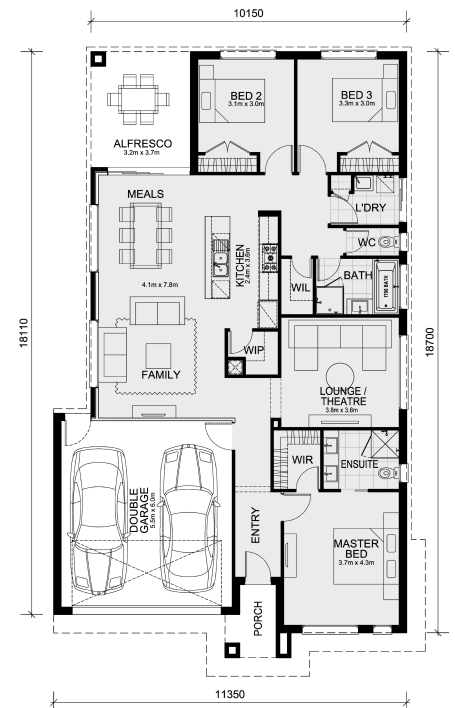 10150
BED 2
3.1m x 3.0m
BED 3
3.3m x 3.0m
ALFRESCO
3.2m x 3.7m
MEALS
L'DRY
WC
KITCHEN
2.4m x 3.6m
BATH
1700 BATH
4.1m x 7.8m
WIL
18110
18700
WIP
FAMILY
LOUNGE /
THEATRE
3.8m x 3.6m
WIR
ENSUITE
DOUBLE
GARAGE
5.5m x 6.0m
ENTRY
MASTER
BED
3.7m x 4.3m
PORCH
11350